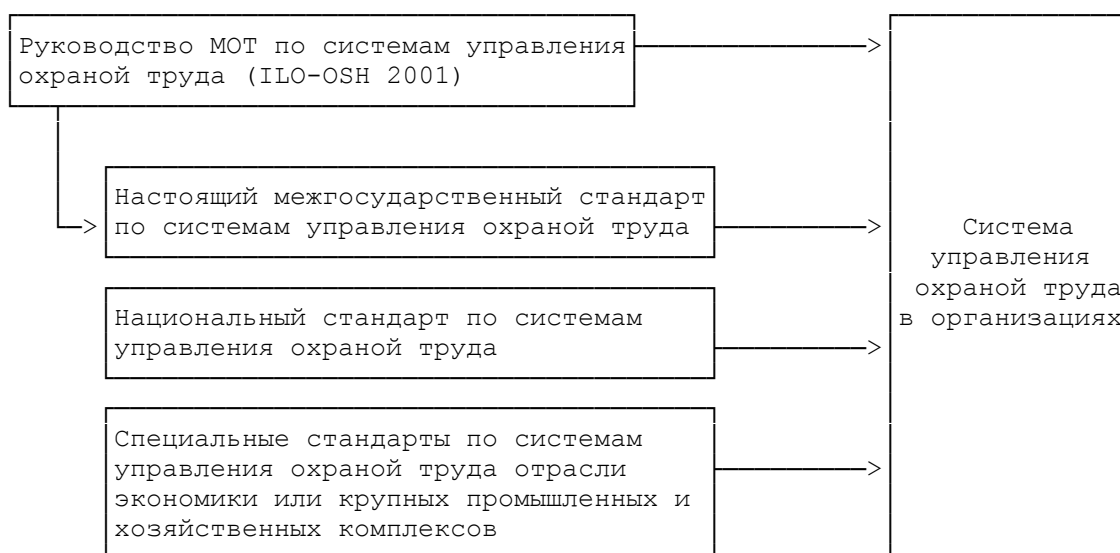 Руководство МОТ по системам управления
охраной труда (ILO-OSH 2001)
Настоящий межгосударственный стандарт
по системам управления охраной труда
Национальный стандарт по системам
управления охраной труда
Специальные стандарты по системам
управления охраной труда отрасли
экономики или крупных промышленных и
хозяйственных комплексов
Система
управления
охраной труда
в организациях